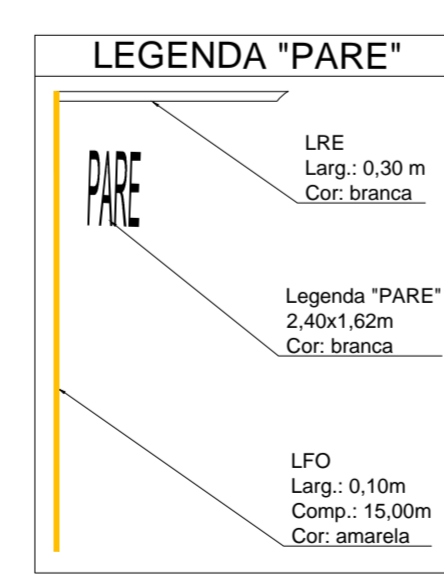 LEGENDA "PARE"
LRE
Larg.: 0,30 m
Cor: branca
PARE
Legenda "PARE"
2,40x1,62m
Cor: branca
LFO
Larg.: 0,10m
Comp.: 15,00m
Cor: amarela